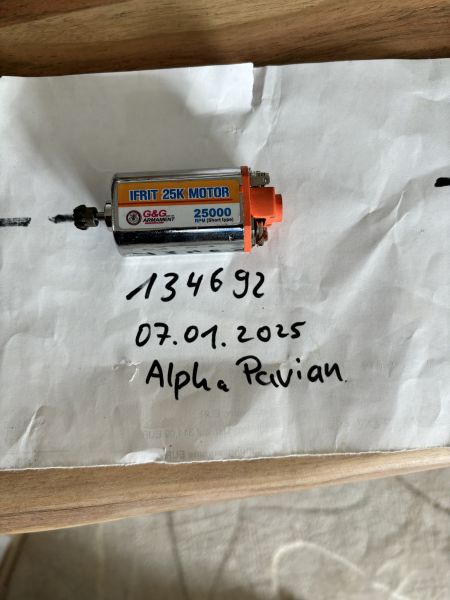 IFRIT 25K MOTOR
G&G
ARMAMENT
25000
RPM (Short type)
134692
07.01.2025
Alpha Pavian